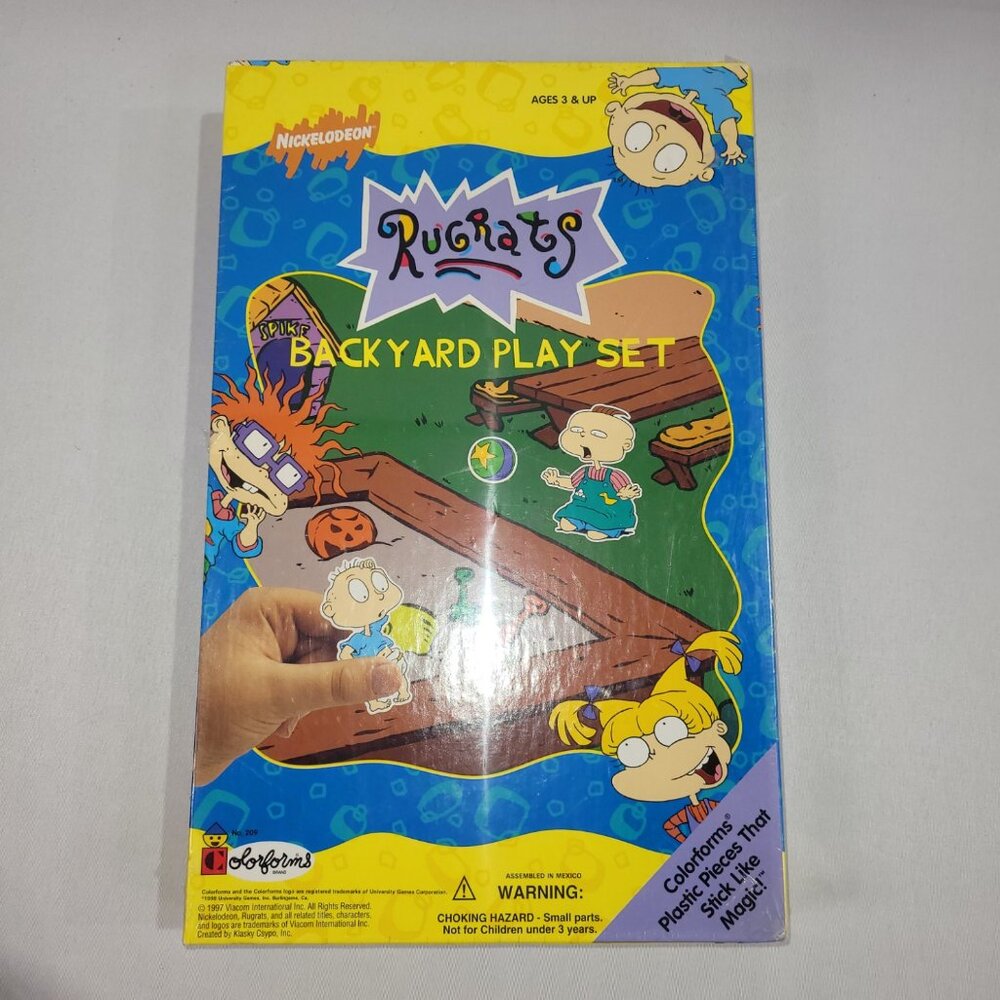 AGES 3 & UP
NICKELODEON
RUGRATS
SPIKE
BACKYARD PLAY SET
No. 209
Colorforms
BRAND
Colorforms and the Colorforms logo are registered trademarks of University Games Corporation.
©1998 University Games, Inc. Burlingame, Ca.
© 1997 Viacom International Inc. All Rights Reserved.
Nickelodeon, Rugrats, and all related titles, characters,
and logos are trademarks of Viacom International Inc.
Created by Klasky Csypo, Inc.
ASSEMBLED IN MEXICO
WARNING:
CHOKING HAZARD - Small parts.
Not for Children under 3 years.
Colorforms®
Plastic Pieces That
Stick Like
Magic!™